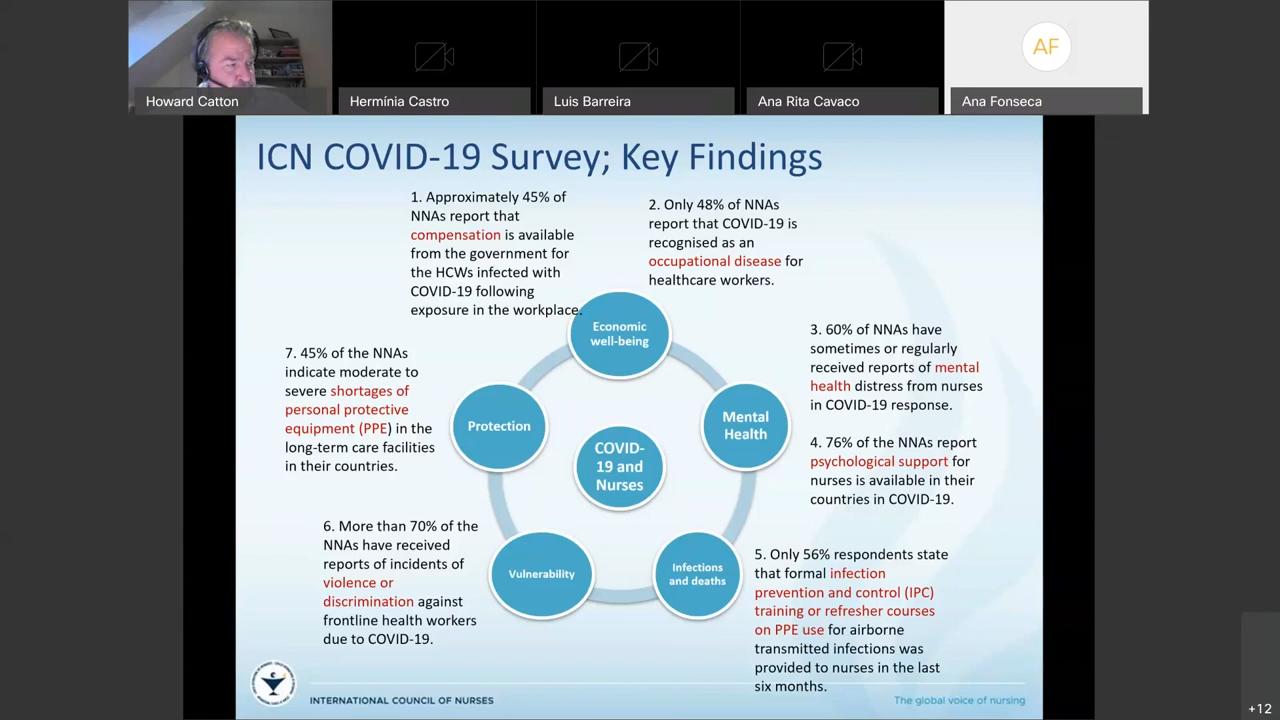 Howard Catton
Hermínia Castro
Luis Barreira
Ana Rita Cavaco
AF
Ana Fonseca
ICN COVID-19 Survey; Key Findings
1. Approximately 45% of
NNAs report that
compensation is available
from the government for
the HCWs infected with
COVID-19 following
exposure in the workplace.
2. Only 48% of NNAs
report that COVID-19 is
recognised as an
occupational disease for
healthcare workers.
Economic
well-being
3. 60% of NNAs have
sometimes or regularly
received reports of mental
health distress from nurses
in COVID-19 response.
Mental
Health
4. 76% of the NNAs report
psychological support for
nurses is available in their
countries in COVID-19.
7. 45% of the NNAs
indicate moderate to
severe shortages of
personal protective
equipment (PPE) in the
long-term care facilities
in their countries.
Protection
COVID-
19 and
Nurses
6. More than 70% of the
NNAs have received
reports of incidents of
violence or
discrimination against
frontline health workers
due to COVID-19.
Vulnerability
Infections
and deaths
5. Only 56% respondents state
that formal infection
prevention and control (IPC)
training or refresher courses
on PPE use for airborne
transmitted infections was
provided to nurses in the last
six months.
INTERNATIONAL COUNCIL OF NURSES
The global voice of nursing
+12